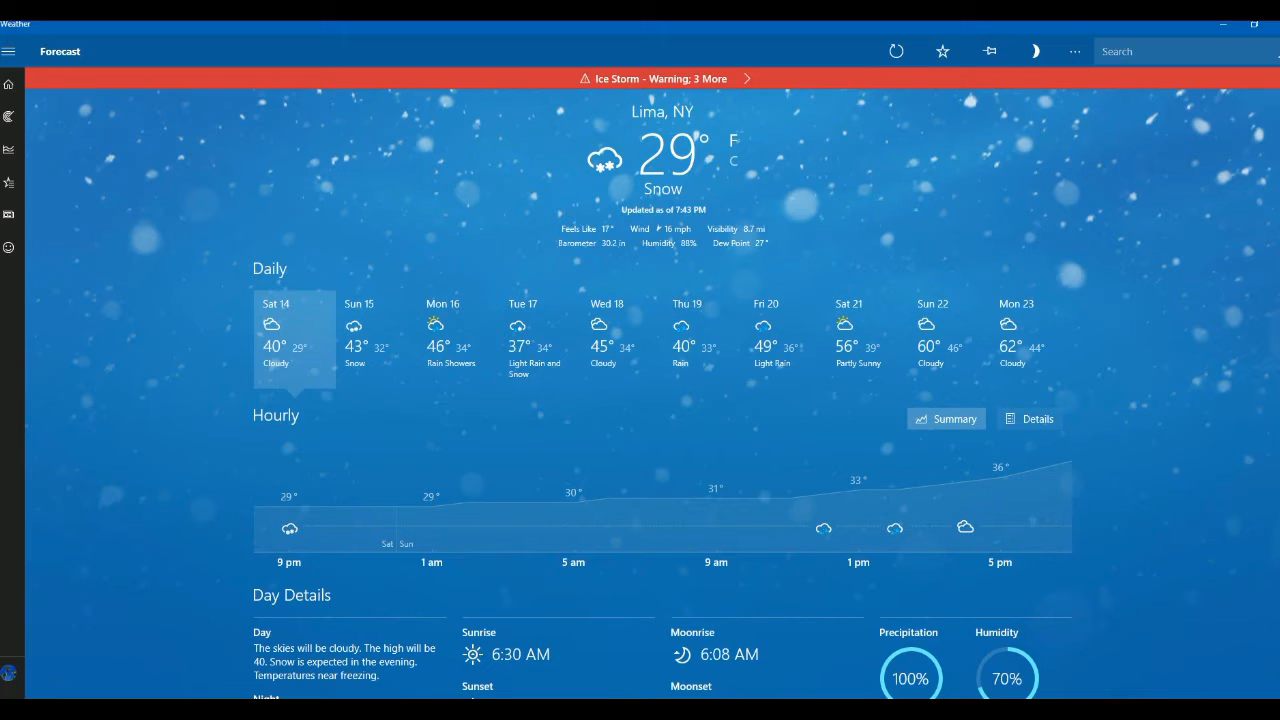 Weather
Forecast
Search
Ice Storm - Warning; 3 More
Lima, NY
29° F
C
Snow
Updated as of 7:43 PM
Feels Like 17° Wind 16 mph Visibility 8.7 mi
Barometer 30.2 in Humidity 88% Dew Point 27°
Daily
Sat 14 Sun 15 Mon 16 Tue 17 Wed 18 Thu 19 Fri 20 Sat 21 Sun 22 Mon 23
40° 29° 43° 32° 46° 34° 37° 34° 45° 34° 40° 33° 49° 36° 56° 39° 60° 46° 62° 44°
Cloudy Snow Rain Showers Light Rain and Cloudy Rain Light Rain Partly Sunny Cloudy Cloudy
Snow
Hourly
Summary Details
29° 29° 30° 31° 33° 36°
Sat Sun
9 pm 1 am 5 am 9 am 1 pm 5 pm
Day Details
Day Sunrise Moonrise Precipitation Humidity
The skies will be cloudy. The high will be
40. Snow is expected in the evening.
Temperatures near freezing.
6:30 AM 6:08 AM
100% 70%
Sunset Moonset
Night